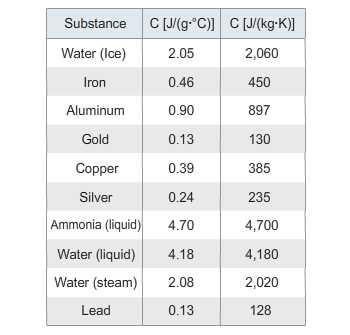 Substance C [J/(g·°C)] C [J/(kg·K)]
Water (Ice) 2.05 2,060
Iron 0.46 450
Aluminum 0.90 897
Gold 0.13 130
Copper 0.39 385
Silver 0.24 235
Ammonia (liquid) 4.70 4,700
Water (liquid) 4.18 4,180
Water (steam) 2.08 2,020
Lead 0.13 128